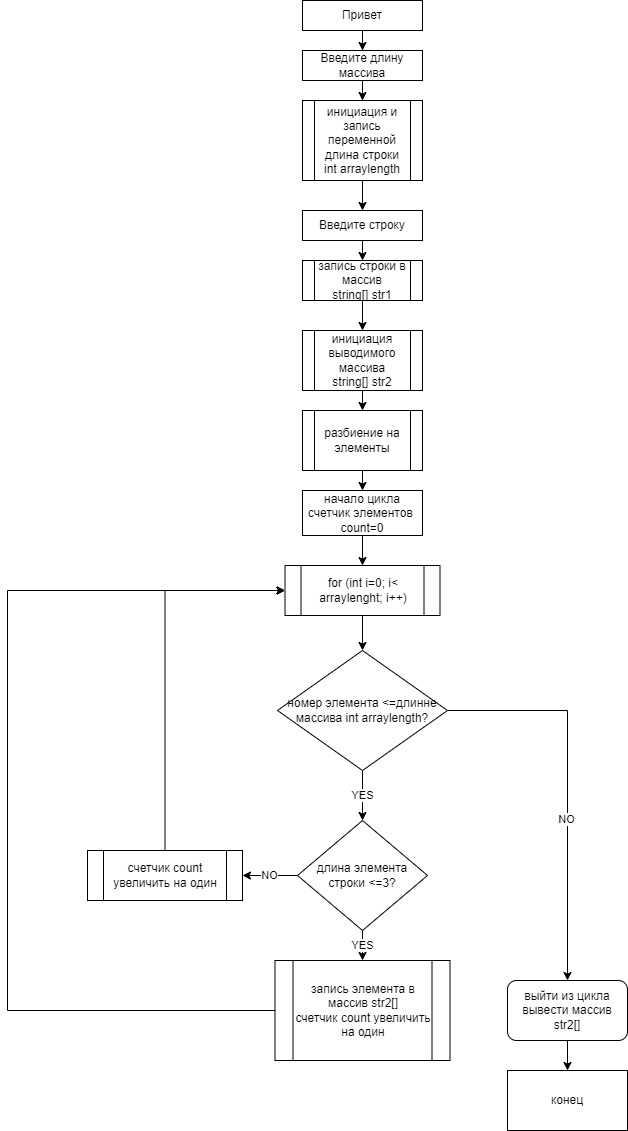 Привет
Введите длину
массива
инициация и
запись
переменной
длина строки
int arraylength
Введите строку
запись строки в
массив
string[] str1
инициация
выводимого
массива
string[] str2
разбиение на
элементы
начало цикла
счетчик элементов
count=0
for (int i=0; i<
arraylenght; i++)
номер элемента <=длинне
массива int arraylength?
YES
NO
длина элемента
строки <=3?
NO
счетчик count
увеличить на один
YES
запись элемента в
массив str2[]
счетчик count увеличить
на один
выйти из цикла
вывести массив
str2[]
конец